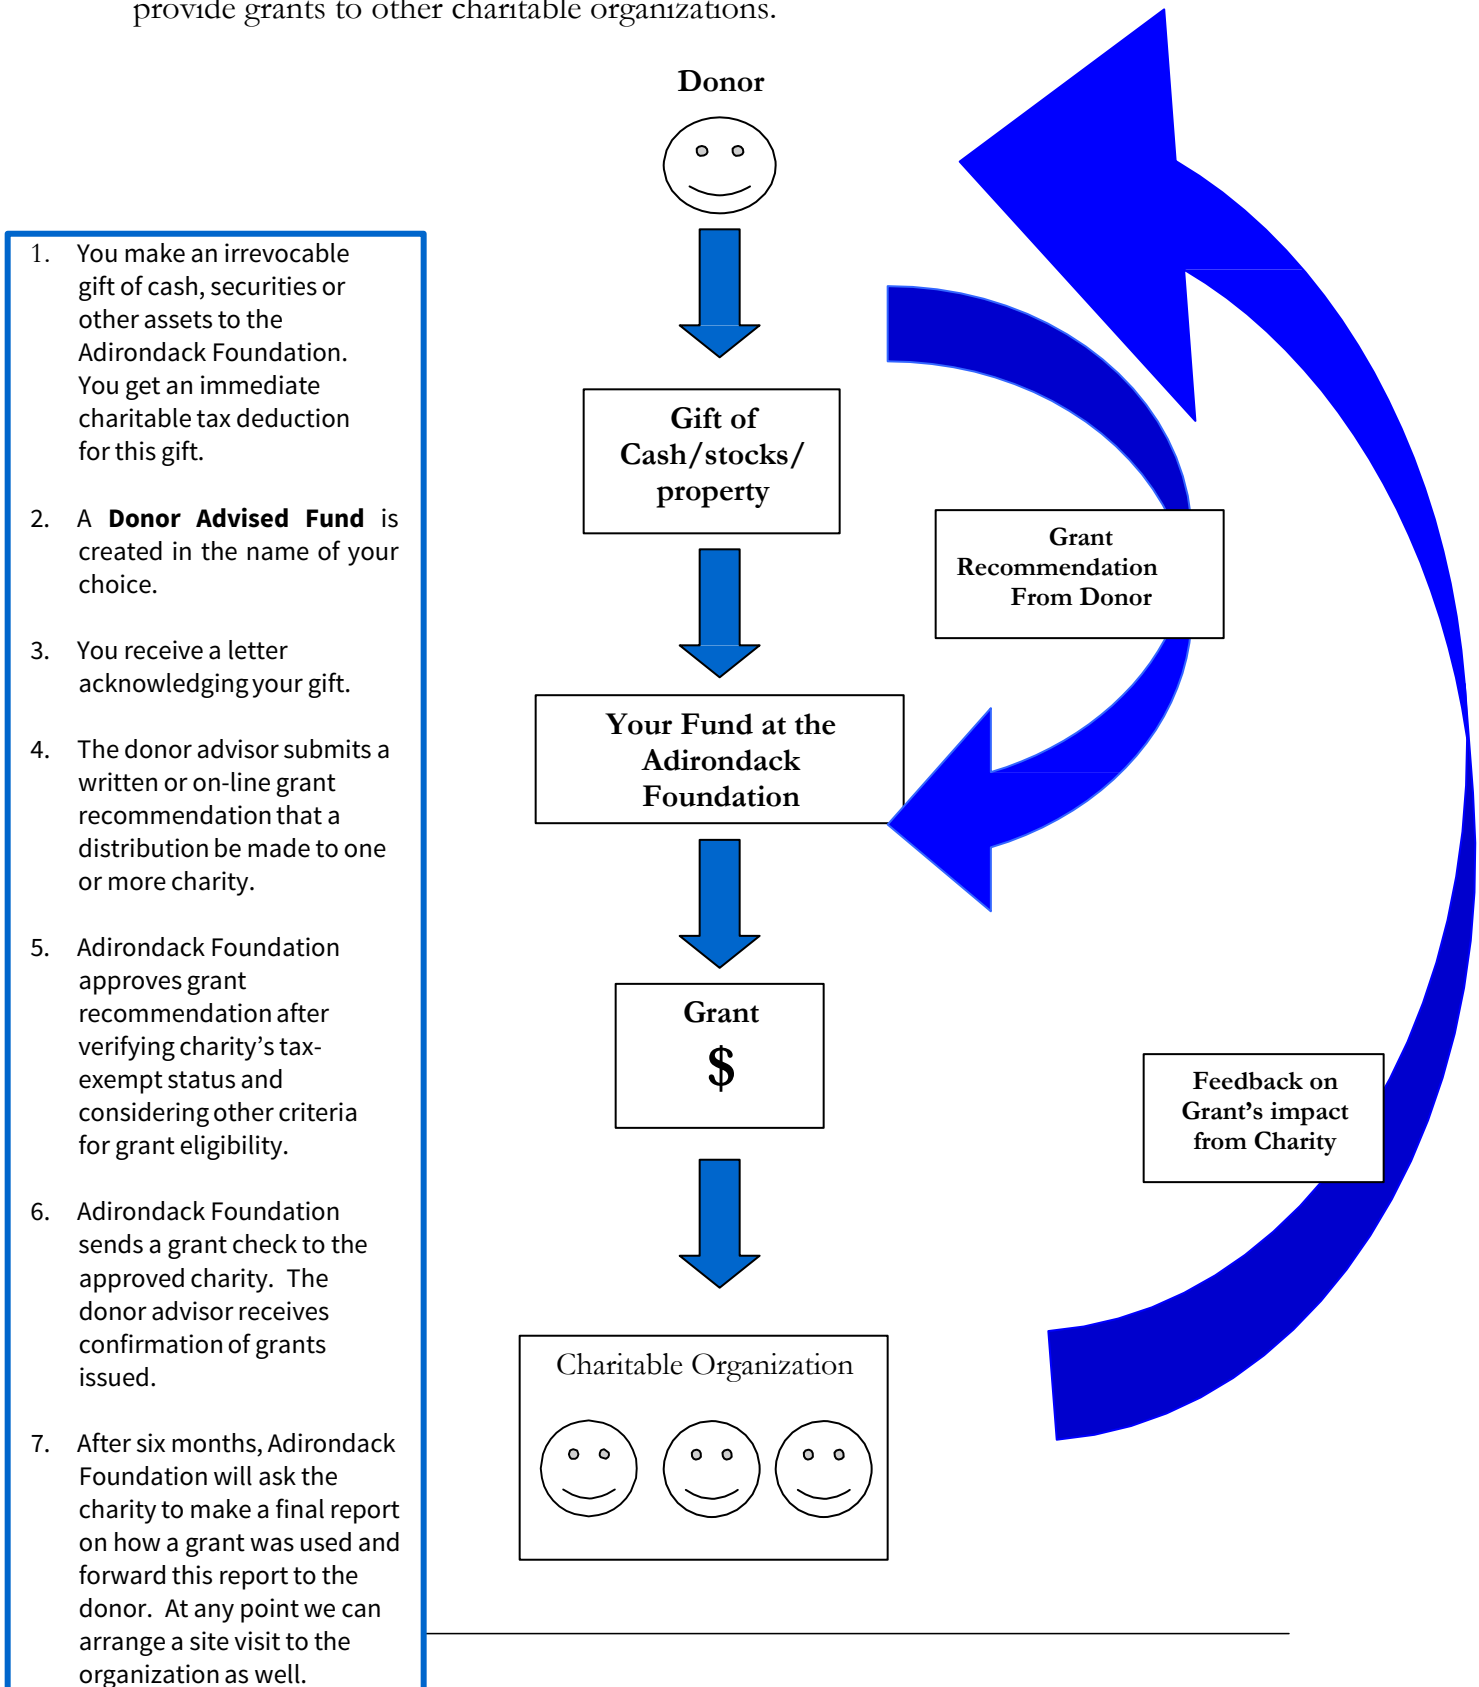 provide grants to other charitable organizations.
Donor
1. You make an irrevocable
gift of cash, securities or
other assets to the
Adirondack Foundation.
You get an immediate
charitable tax deduction
for this gift.
2. A Donor Advised Fund is
created in the name of your
choice.
3. You receive a letter
acknowledging your gift.
4. The donor advisor submits a
written or on-line grant
recommendation that a
distribution be made to one
or more charity.
5. Adirondack Foundation
approves grant
recommendation after
verifying charity’s tax-
exempt status and
considering other criteria
for grant eligibility.
6. Adirondack Foundation
sends a grant check to the
approved charity. The
donor advisor receives
confirmation of grants
issued.
7. After six months, Adirondack
Foundation will ask the
charity to make a final report
on how a grant was used and
forward this report to the
donor. At any point we can
arrange a site visit to the
organization as well.
Gift of
Cash/stocks/
property
Grant
Recommendation
From Donor
Your Fund at the
Adirondack
Foundation
Grant
$
Feedback on
Grant’s impact
from Charity
Charitable Organization